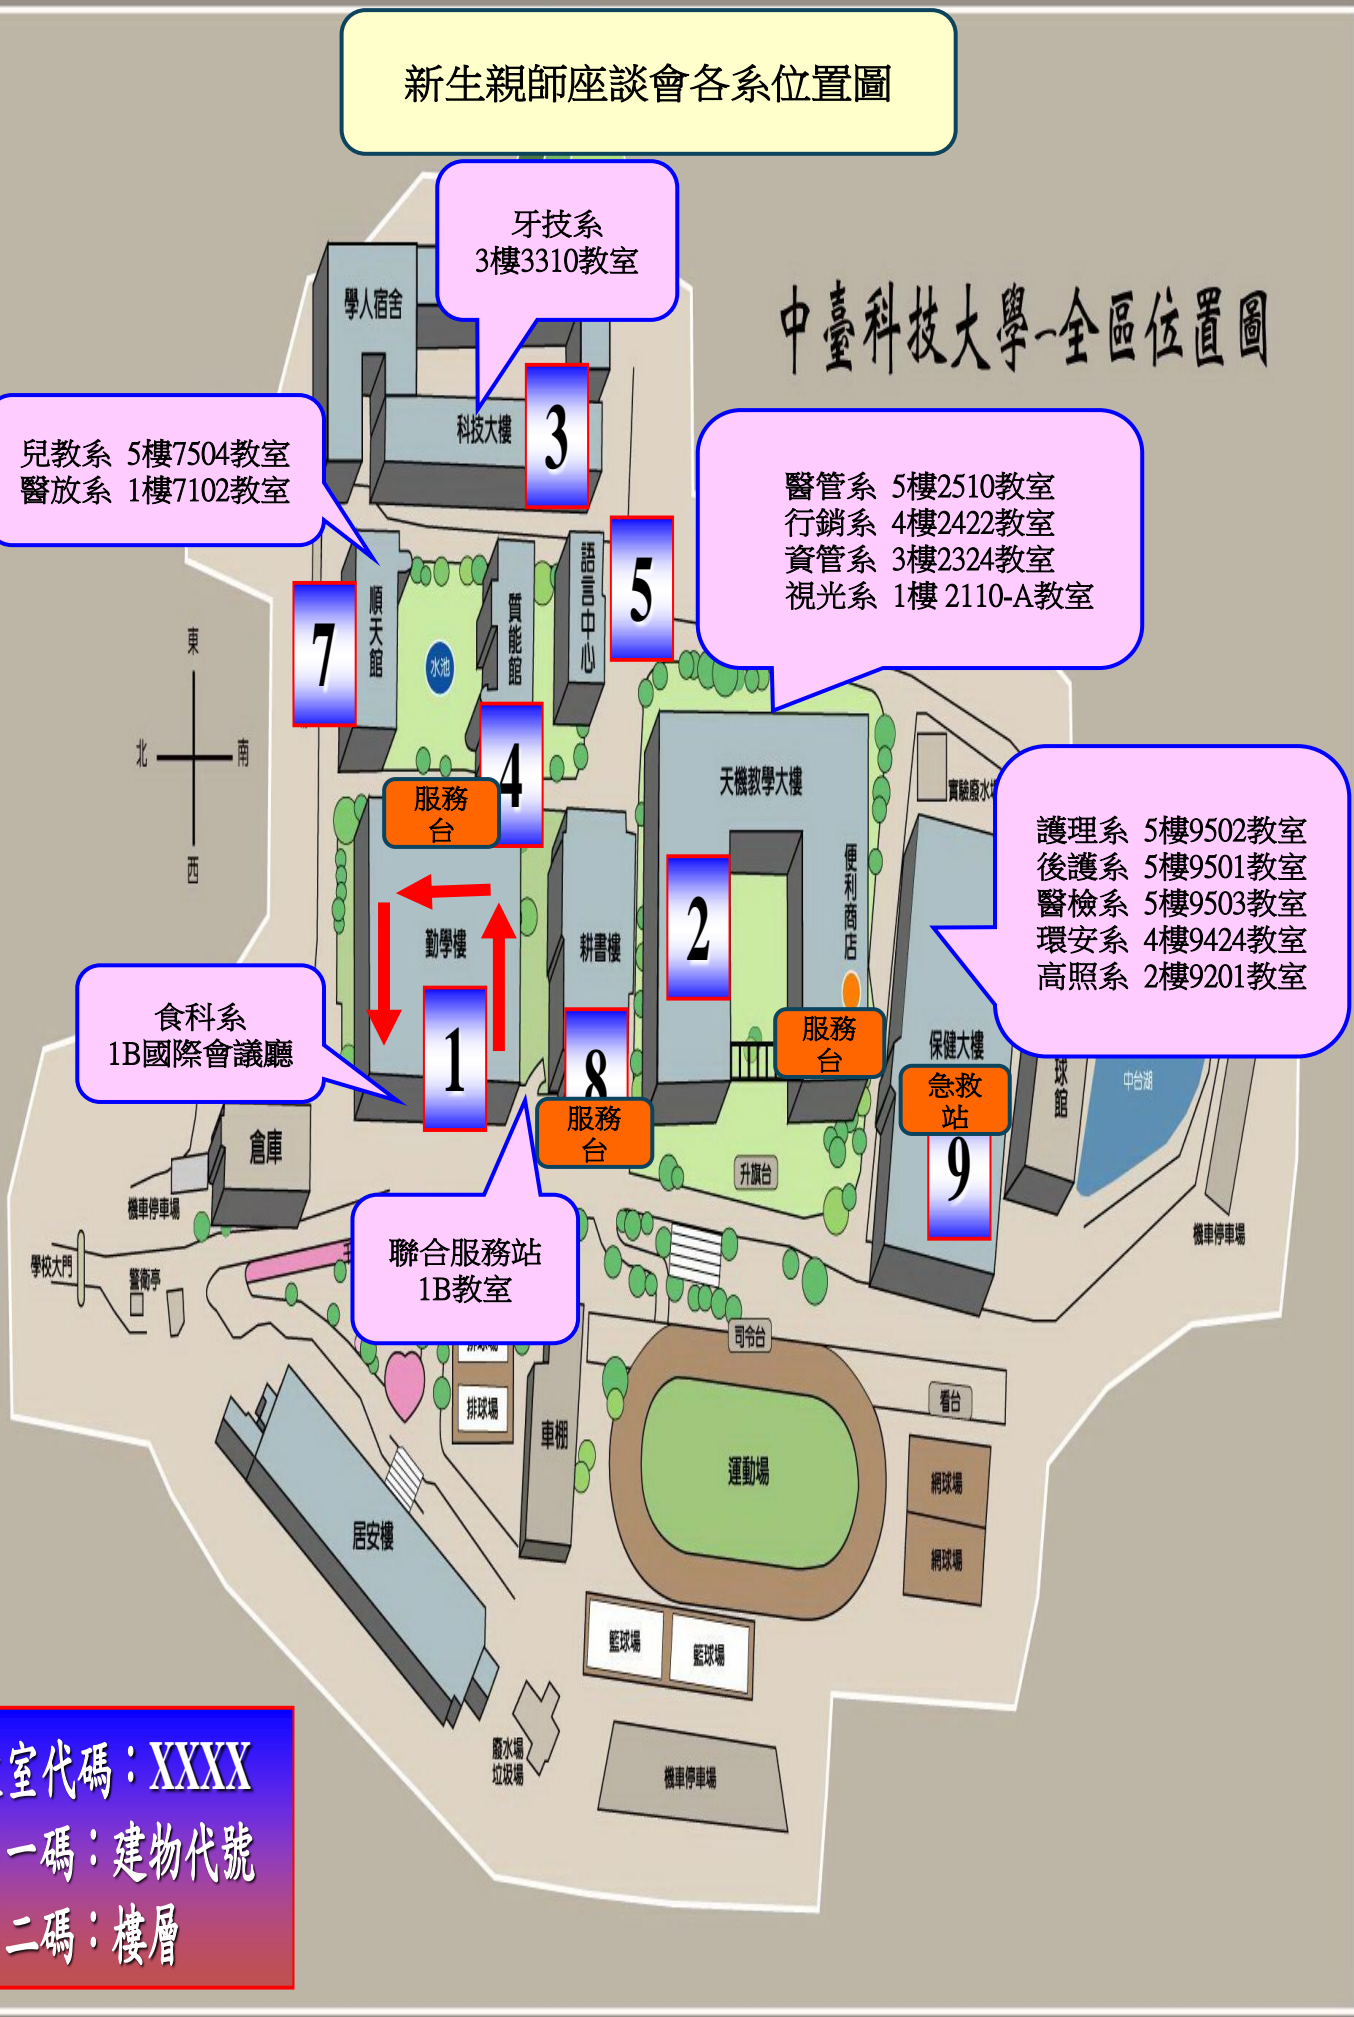 新生親師座談會各系位置圖
牙技系
3樓3310教室
學人宿舍
中臺科技大學-全區位置圖
科技大樓
3
兒教系 5樓7504教室
醫放系 1樓7102教室
醫管系 5樓2510教室
行銷系 4樓2422教室
資管系 3樓2324教室
視光系 1樓 2110-A教室
語言中心
5
順天館
7
質能館
水池
東
北
南
西
4
服務
台
天機教學大樓
實驗廢水
便利商店
2
護理系 5樓9502教室
後護系 5樓9501教室
醫檢系 5樓9503教室
環安系 4樓9424教室
高照系 2樓9201教室
勤學樓
耕書樓
食科系
1B國際會議廳
1
8
服務
台
服務
台
保健大樓
急救
站
9
球館
中台湖
倉庫
升旗台
機車停車場
機車停車場
聯合服務站
1B教室
學校大門
警衛亭
司令台
排球場
排球場
看台
車棚
運動場
網球場
網球場
居安樓
籃球場
籃球場
廢水場
垃圾場
機車停車場
室代碼：XXXX
一碼：建物代號
二碼：樓層